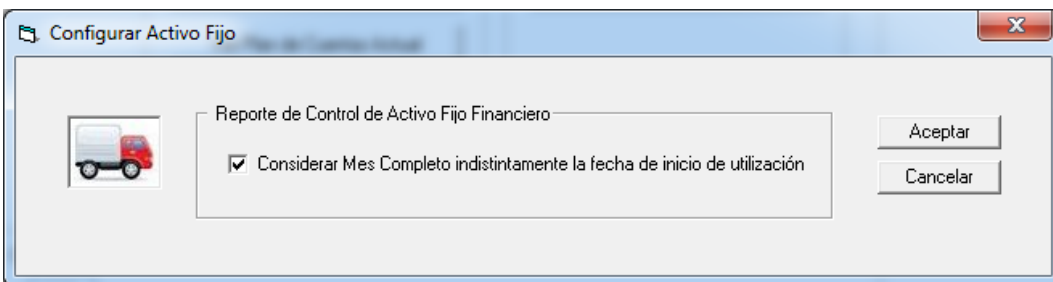 Configurar Activo Fijo
Reporte de Control de Activo Fijo Financiero
Considerar Mes Completo indistintamente la fecha de inicio de utilización
Aceptar
Cancelar